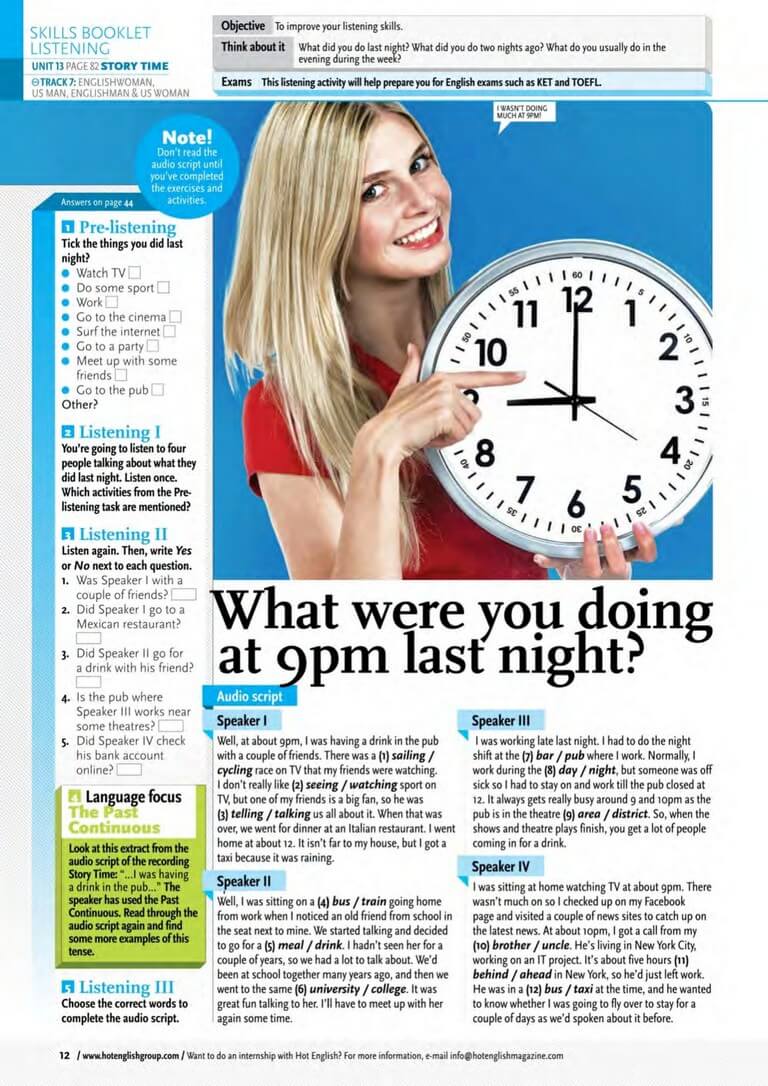 SKILLS BOOKLET
LISTENING
UNIT 13 PAGE 82 STORY TIME
TRACK 7: ENGLISHWOMAN,
US MAN, ENGLISHMAN & US WOMAN
Objective To improve your listening skills.
Think about it What did you do last night? What did you do two nights ago? What do you usually do in the
evening during the week?
Exams This listening activity will help prepare you for English exams such as KET and TOEFL.
I WASN'T DOING
MUCH AT 9PM!
Note!
Don't read the
audio script until
you've completed
the exercises and
activities.
Answers on page 44
1 Pre-listening
Tick the things you did last
night?
Watch TV
Do some sport
Work
Go to the cinema
Surf the internet
Go to a party
Meet up with some
friends
Go to the pub
Other?
2 Listening I
You're going to listen to four
people talking about what they
did last night. Listen once.
Which activities from the Pre-
listening task are mentioned?
3 Listening II
Listen again. Then, write Yes
or No next to each question.
1. Was Speaker I with a
couple of friends?
2. Did Speaker I go to a
Mexican restaurant?
3. Did Speaker II go for
a drink with his friend?
4. Is the pub where
Speaker III works near
some theatres?
5. Did Speaker IV check
his bank account
online?
4 Language focus
The Past
Continuous
Look at this extract from the
audio script of the recording
Story Time: "...I was having
a drink in the pub..." The
speaker has used the Past
Continuous. Read through the
audio script again and find
some more examples of this
tense.
5 Listening III
Choose the correct words to
complete the audio script.
60
55
50
10
15
20
25
30
35
40
12
1
2
3
4
5
6
7
8
9
10
11
What were you doing
at 9pm last night?
Audio script
Speaker I
Well, at about 9pm, I was having a drink in the pub
with a couple of friends. There was a (1) sailing /
cycling race on TV that my friends were watching.
I don't really like (2) seeing / watching sport on
TV, but one of my friends is a big fan, so he was
(3) telling / talking us all about it. When that was
over, we went for dinner at an Italian restaurant. I went
home at about 12. It isn't far to my house, but I got a
taxi because it was raining.
Speaker II
Well, I was sitting on a (4) bus / train going home
from work when I noticed an old friend from school in
the seat next to mine. We started talking and decided
to go for a (5) meal / drink. I hadn't seen her for a
couple of years, so we had a lot to talk about. We'd
been at school together many years ago, and then we
went to the same (6) university / college. It was
great fun talking to her. I'll have to meet up with her
again some time.
Speaker III
I was working late last night. I had to do the night
shift at the (7) bar / pub where I work. Normally, I
work during the (8) day / night, but someone was off
sick so I had to stay on and work till the pub closed at
12. It always gets really busy around 9 and 10pm as the
pub is in the theatre (9) area / district. So, when the
shows and theatre plays finish, you get a lot of people
coming in for a drink.
Speaker IV
I was sitting at home watching TV at about 9pm. There
wasn't much on so I checked up on my Facebook
page and visited a couple of news sites to catch up on
the latest news. At about 10pm, I got a call from my
(10) brother / uncle. He's living in New York City,
working on an IT project. It's about five hours (11)
behind / ahead in New York, so he'd just left work.
He was in a (12) bus / taxi at the time, and he wanted
to know whether I was going to fly over to stay for a
couple of days as we'd spoken about it before.
12 / www.hotenglishgroup.com / Want to do an internship with Hot English? For more information, e-mail info@hotenglishmagazine.com